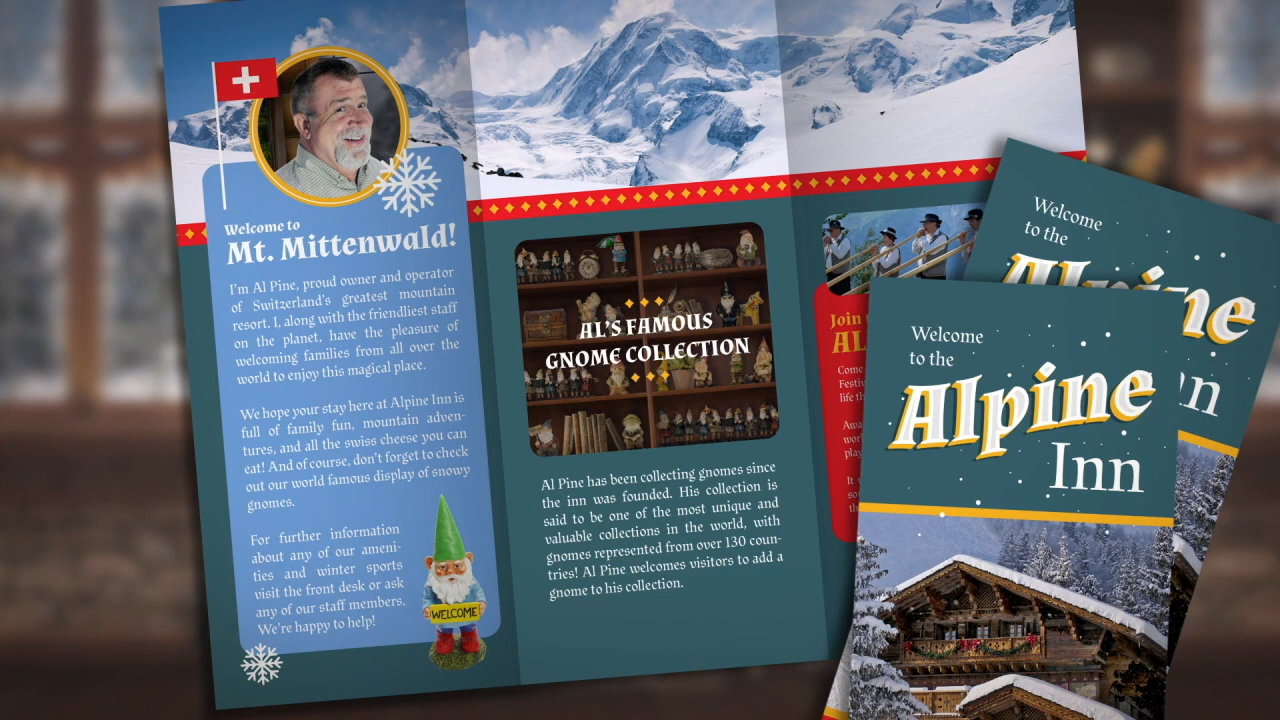 Welcome to
Mt. Mittenwald!
I'm Al Pine, proud owner and operator
of Switzerland's greatest mountain
resort. I, along with the friendliest staff
on the planet, have the pleasure of
welcoming families from all over the
world to enjoy this magical place.
We hope your stay here at Alpine Inn is
full of family fun, mountain adven-
tures, and all the swiss cheese you can
eat! And of course, don't forget to check
out our world famous display of snowy
gnomes.
For further information
about any of our ameni-
ties and winter sports
visit the front desk or ask
any of our staff members.
We're happy to help!
WELCOME
AL'S FAMOUS
GNOME COLLECTION
Al Pine has been collecting gnomes since
the inn was founded. His collection is
said to be one of the most unique and
valuable collections in the world, with
gnomes represented from over 130 coun-
tries! Al Pine welcomes visitors to add a
gnome to his collection.
Join
AL
Come
Festiv
life th
Awa
wor
play
It
so
th
Welcome
to the
Alpine
nn
Welcome
to the
Alpine
Inn